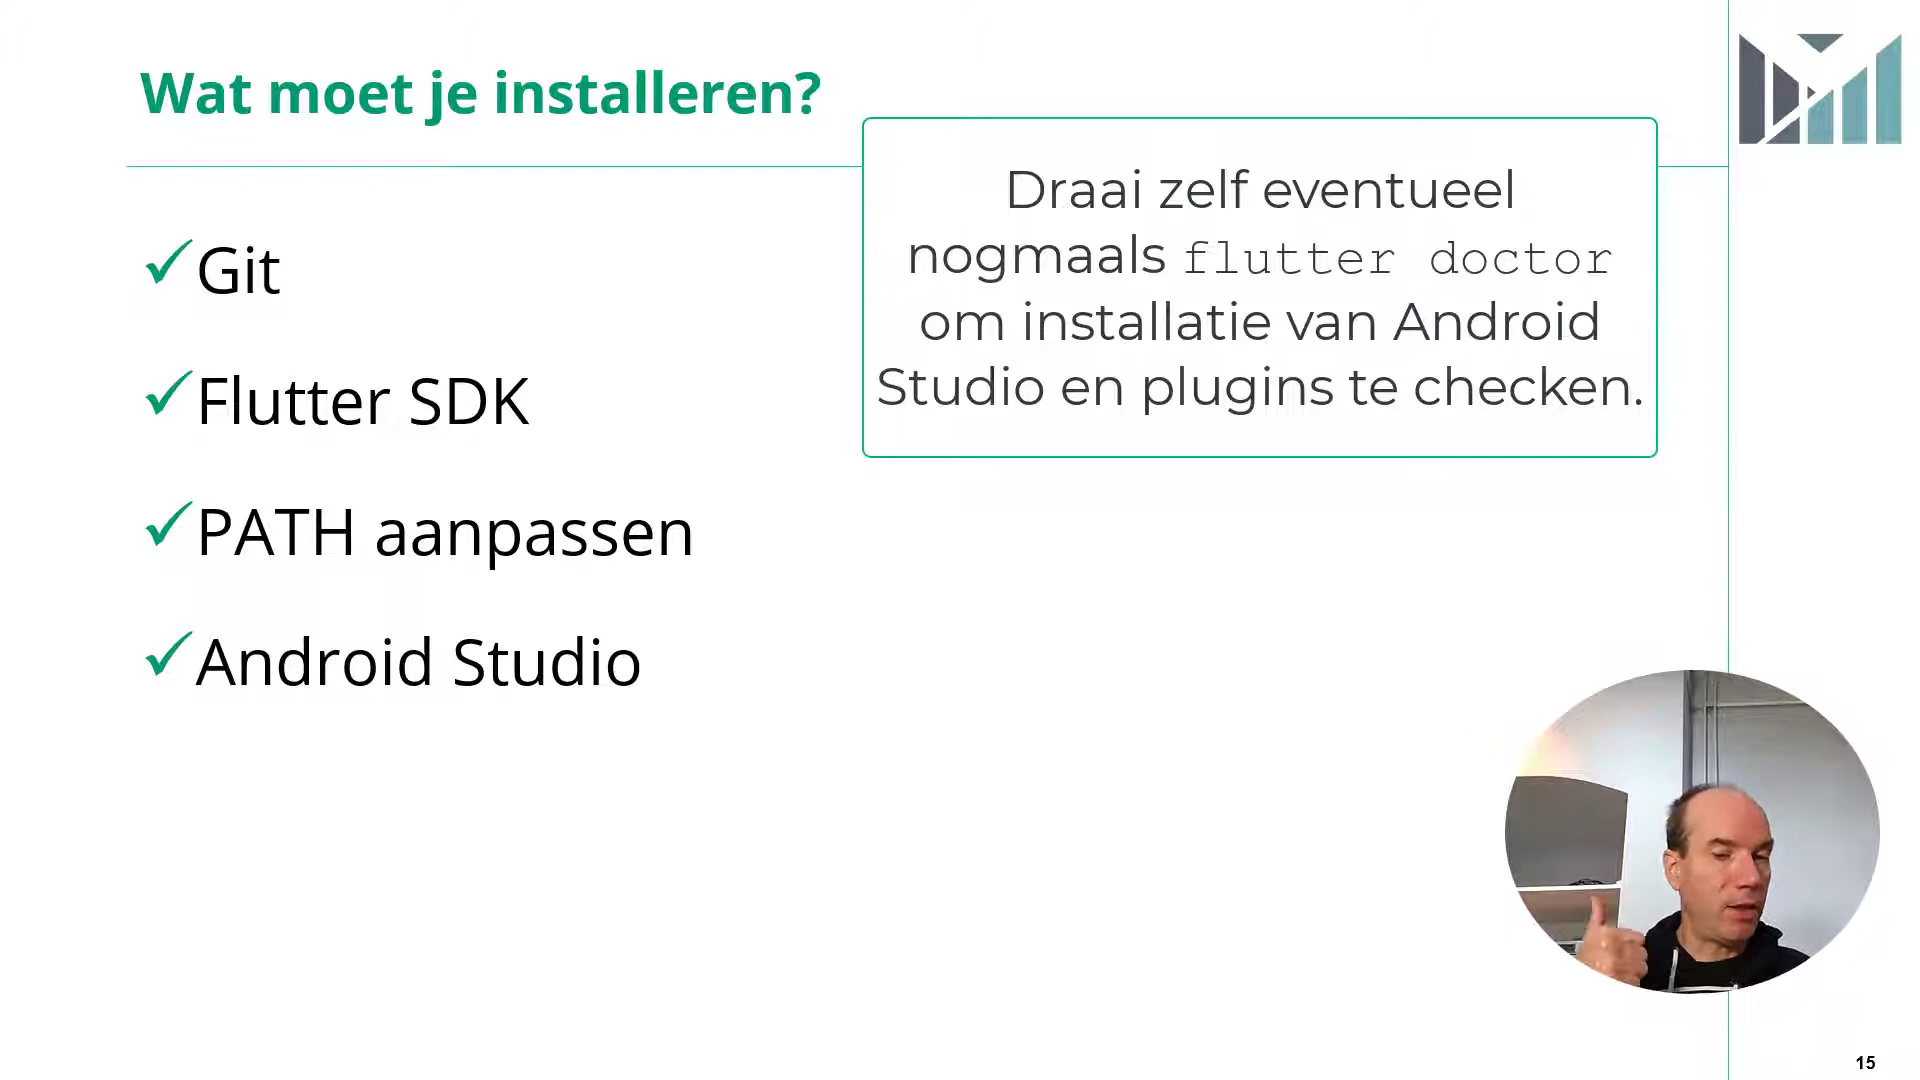 Wat moet je installeren?
Draai zelf eventueel
nogmaals flutter doctor
om installatie van Android
Studio en plugins te checken.
Git
Flutter SDK
PATH aanpassen
Android Studio
15